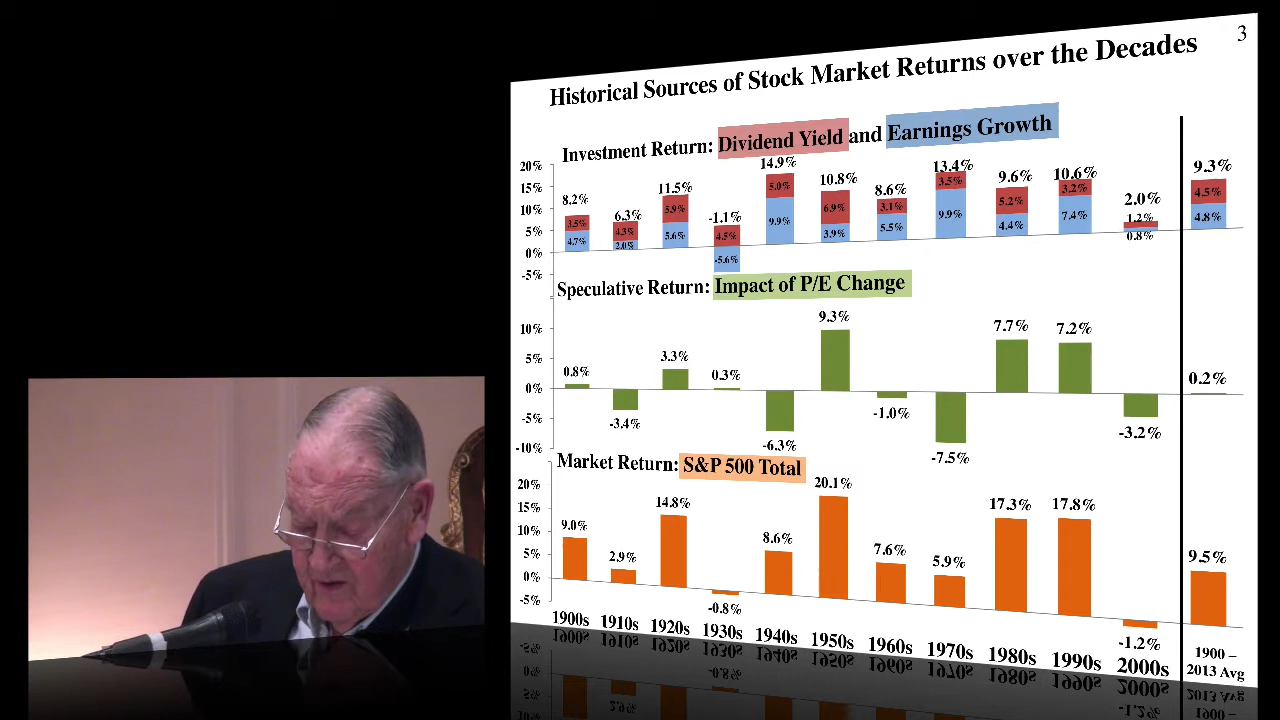 3
Historical Sources of Stock Market Returns over the Decades
Investment Return: Dividend Yield and Earnings Growth
20%
15%
10%
5%
0%
-5%
8.2% 6.3% 11.5% -1.1% 14.9% 10.8% 8.6% 13.4% 9.6% 10.6% 2.0% 9.3%
3.5% 4.3% 5.9% 4.5% 5.0% 6.9% 3.1% 3.5% 5.2% 3.2% 1.2% 4.5%
4.7% 2.0% 5.6% -5.6% 9.9% 3.9% 5.5% 9.9% 4.4% 7.4% 0.8% 4.8%
Speculative Return: Impact of P/E Change
10%
5%
0%
-5%
-10%
0.8% -3.4% 3.3% 0.3% -6.3% 9.3% -1.0% -7.5% 7.7% 7.2% -3.2% 0.2%
Market Return: S&P 500 Total
20%
15%
10%
5%
0%
-5%
9.0% 2.9% 14.8% -0.8% 8.6% 20.1% 7.6% 5.9% 17.3% 17.8% -1.2% 9.5%
1900s 1910s 1920s 1930s 1940s 1950s 1960s 1970s 1980s 1990s 2000s 1900 –
2013 Avg